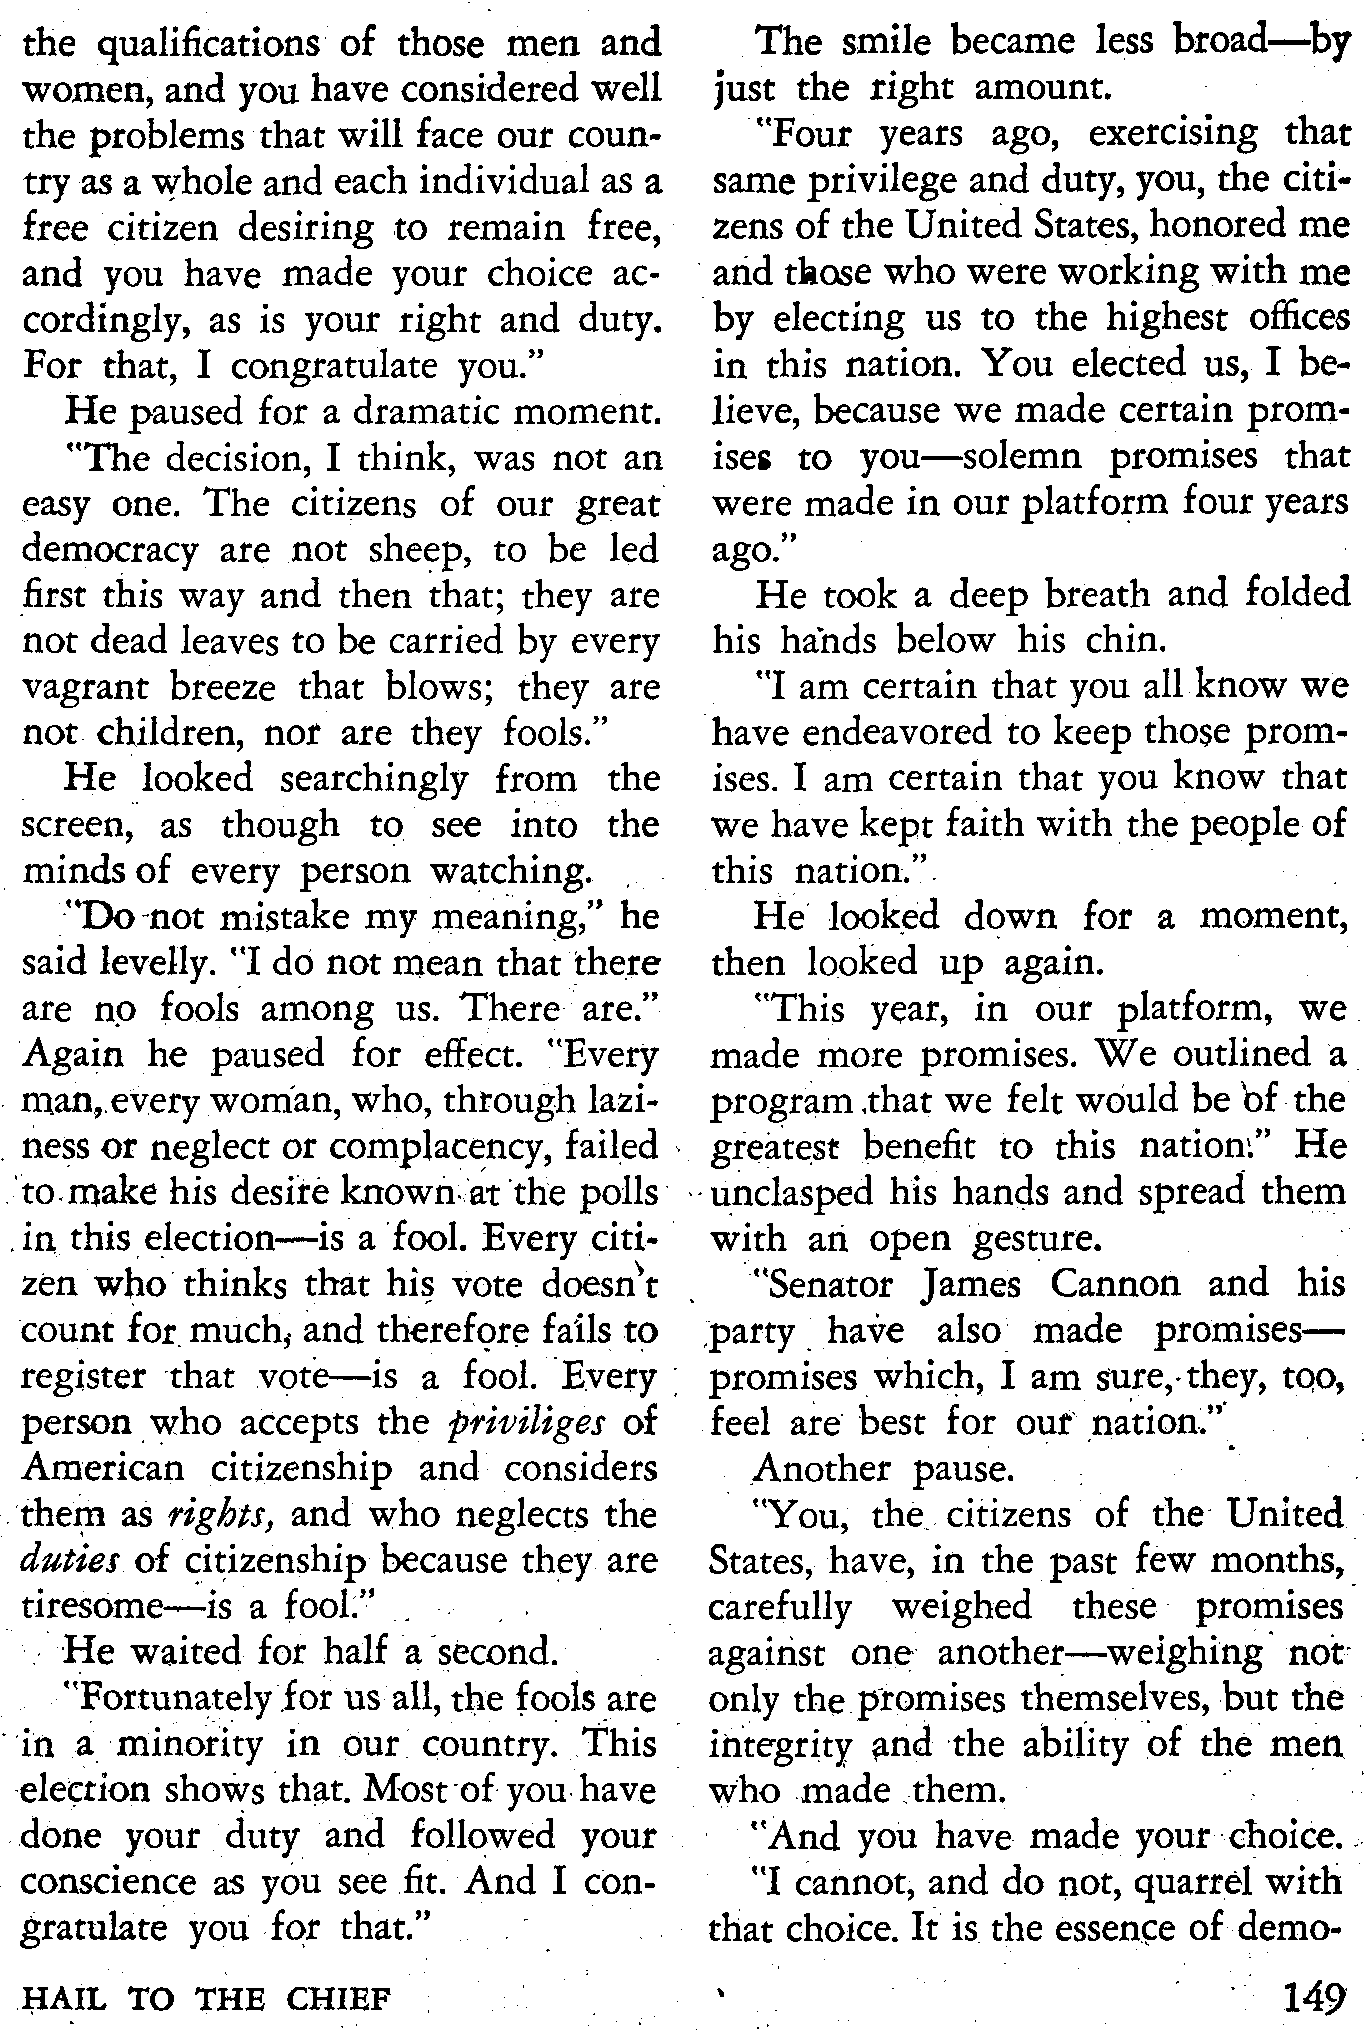 the qualifications of those men and
women, and you have considered well
the problems that will face our coun-
try as a whole and each individual as a
free citizen desiring to remain free,
and you have made your choice ac-
cordingly, as is your right and duty.
For that, I congratulate you."
He paused for a dramatic moment.
"The decision, I think, was not an
easy one. The citizens of our great
democracy are not sheep, to be led
first this way and then that; they are
not dead leaves to be carried by every
vagrant breeze that blows; they are
not children, nor are they fools."
He looked searchingly from the
screen, as though to see into the
minds of every person watching.
"Do not mistake my meaning," he
said levelly. "I do not mean that there
are no fools among us. There are."
Again he paused for effect. "Every
man, every woman, who, through lazi-
ness or neglect or complacency, failed
to make his desire known at the polls
in this election—is a fool. Every citi-
zen who thinks that his vote doesn't
count for much, and therefore fails to
register that vote—is a fool. Every
person who accepts the priviliges of
American citizenship and considers
them as rights, and who neglects the
duties of citizenship because they are
tiresome—is a fool."
He waited for half a second.
"Fortunately for us all, the fools are
in a minority in our country. This
election shows that. Most of you have
done your duty and followed your
conscience as you see fit. And I con-
gratulate you for that."
The smile became less broad—by
just the right amount.
"Four years ago, exercising that
same privilege and duty, you, the citi-
zens of the United States, honored me
and those who were working with me
by electing us to the highest offices
in this nation. You elected us, I be-
lieve, because we made certain prom-
ises to you—solemn promises that
were made in our platform four years
ago."
He took a deep breath and folded
his hands below his chin.
"I am certain that you all know we
have endeavored to keep those prom-
ises. I am certain that you know that
we have kept faith with the people of
this nation."
He looked down for a moment,
then looked up again.
"This year, in our platform, we
made more promises. We outlined a
program that we felt would be of the
greatest benefit to this nation." He
unclasped his hands and spread them
with an open gesture.
"Senator James Cannon and his
party have also made promises—
promises which, I am sure, they, too,
feel are best for our nation."
Another pause.
"You, the citizens of the United
States, have, in the past few months,
carefully weighed these promises
against one another—weighing not
only the promises themselves, but the
integrity and the ability of the men
who made them.
"And you have made your choice.
"I cannot, and do not, quarrel with
that choice. It is the essence of demo-
HAIL TO THE CHIEF
149